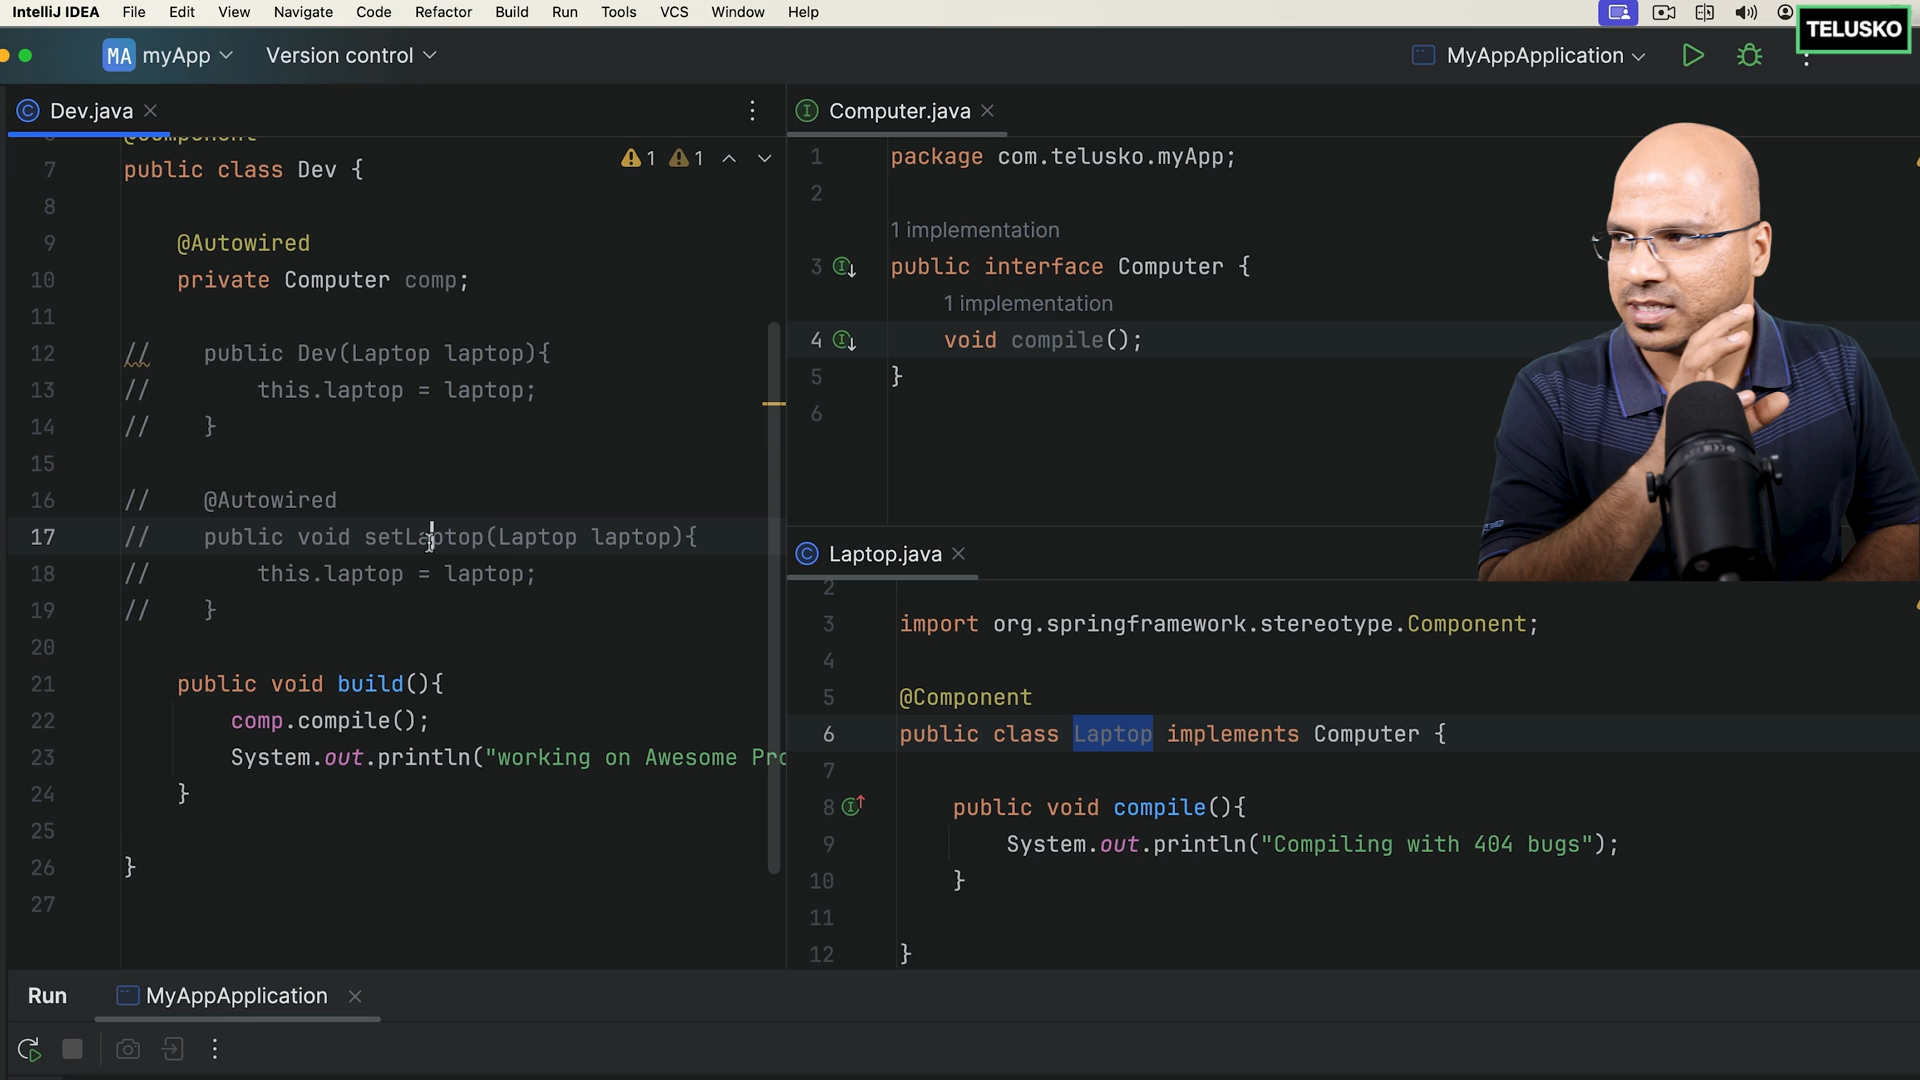 IntelliJ IDEA File Edit View Navigate Code Refactor Build Run Tools VCS Window Help
TELUSKO
MA myApp Version control MyAppApplication
Dev.java
1 1
@Component
7 public class Dev {
8
9 @Autowired
10 private Computer comp;
11
12 // public Dev(Laptop laptop){
13 // this.laptop = laptop;
14 // }
15
16 // @Autowired
17 // public void setLaptop(Laptop laptop){
18 // this.laptop = laptop;
19 // }
20
21 public void build(){
22 comp.compile();
23 System.out.println("working on Awesome Pro
24 }
25
26 }
27
Computer.java
1 package com.telusko.myApp;
2
1 implementation
3 public interface Computer {
1 implementation
4 void compile();
5 }
6
Laptop.java
2
3 import org.springframework.stereotype.Component;
4
5 @Component
6 public class Laptop implements Computer {
7
8 public void compile(){
9 System.out.println("Compiling with 404 bugs");
10 }
11
12 }
Run MyAppApplication